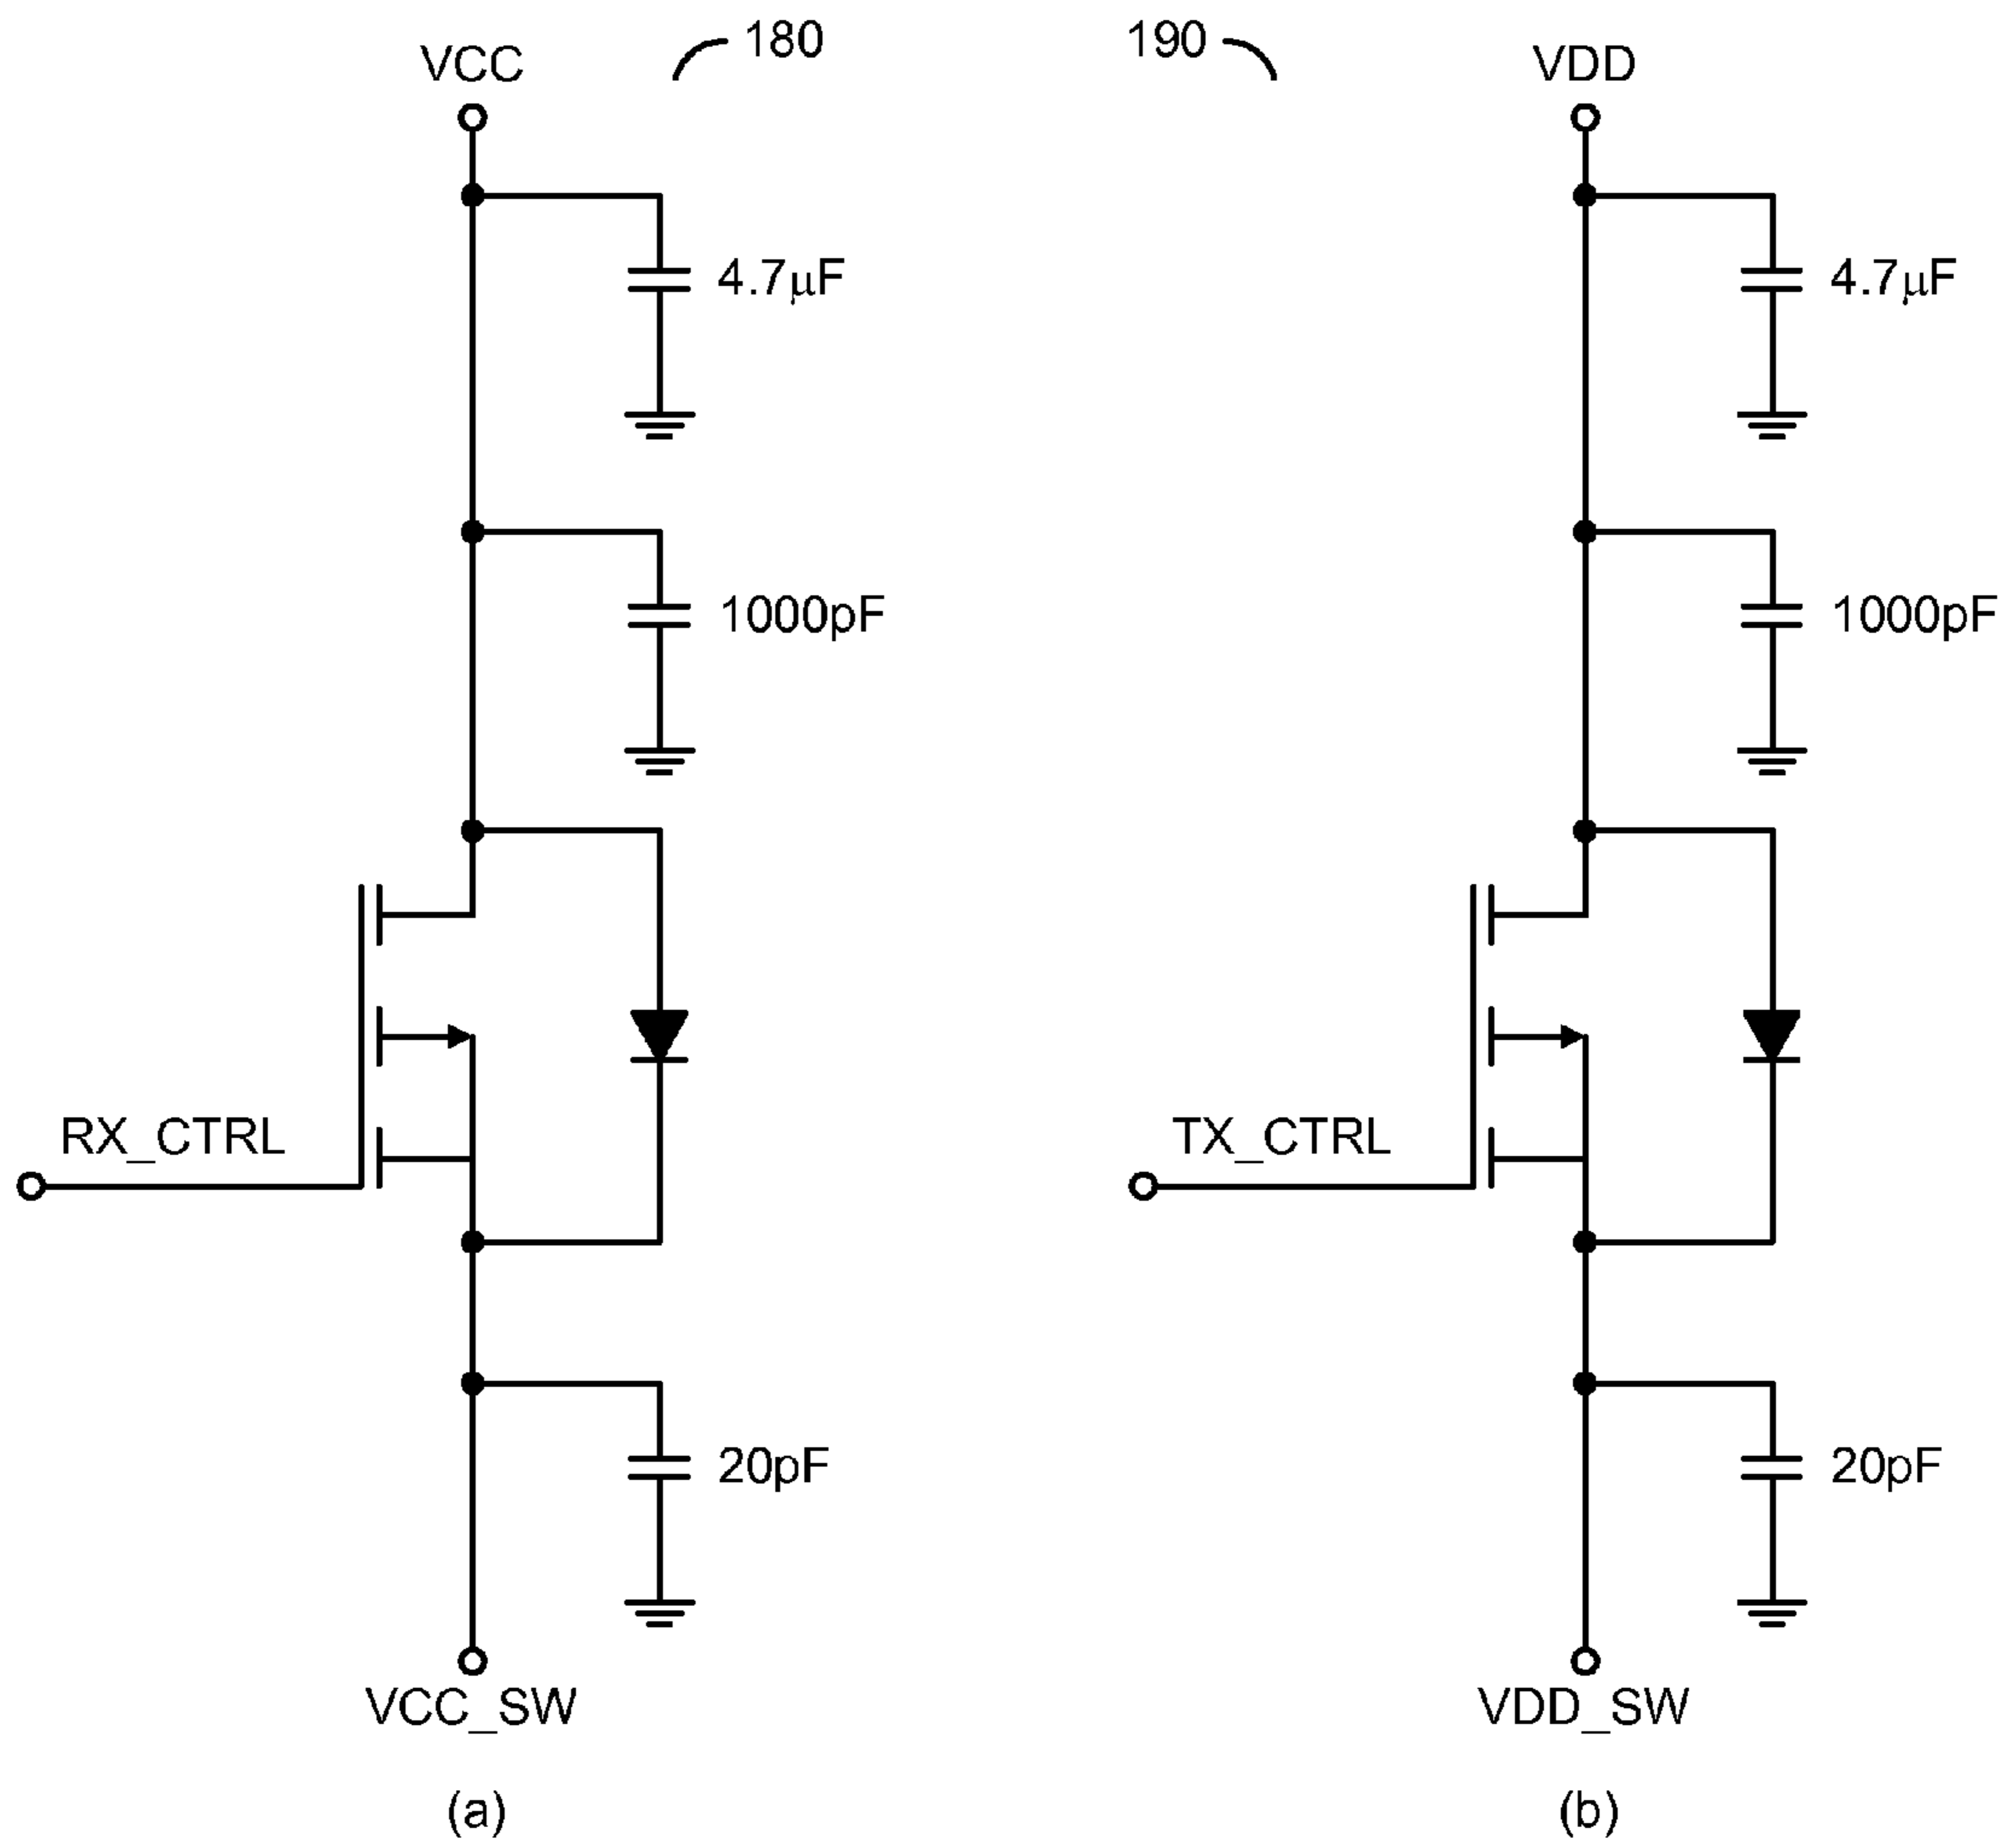 VCC
180
4.7μF
1000pF
RX_CTRL
20pF
VCC_SW
(a)
190
VDD
4.7μF
1000pF
TX_CTRL
20pF
VDD_SW
(b)